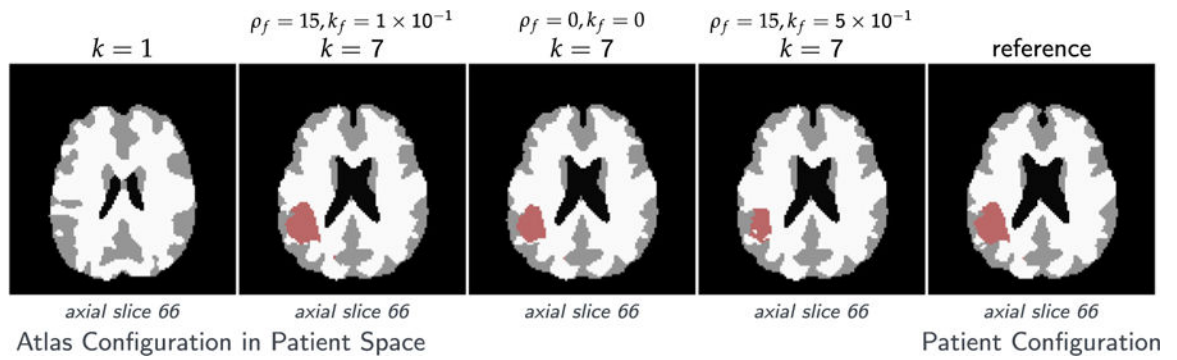 ρ_f = 15, k_f = 1 × 10⁻¹ ρ_f = 0, k_f = 0 ρ_f = 15, k_f = 5 × 10⁻¹
k = 1 k = 7 k = 7 k = 7 reference
axial slice 66 axial slice 66 axial slice 66 axial slice 66 axial slice 66
Atlas Configuration in Patient Space Patient Configuration